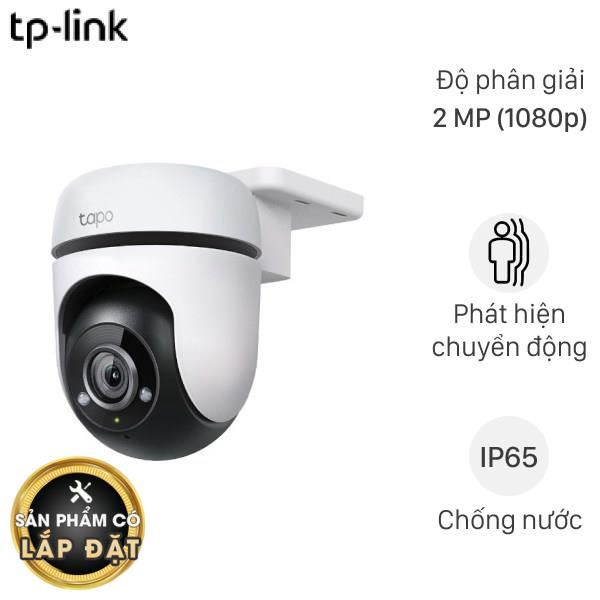 tp-link
Độ phân giải
2 MP (1080p)
tapo
Phát hiện
chuyển động
IP65
Chống nước
SẢN PHẨM CÓ
LẮP ĐẶT